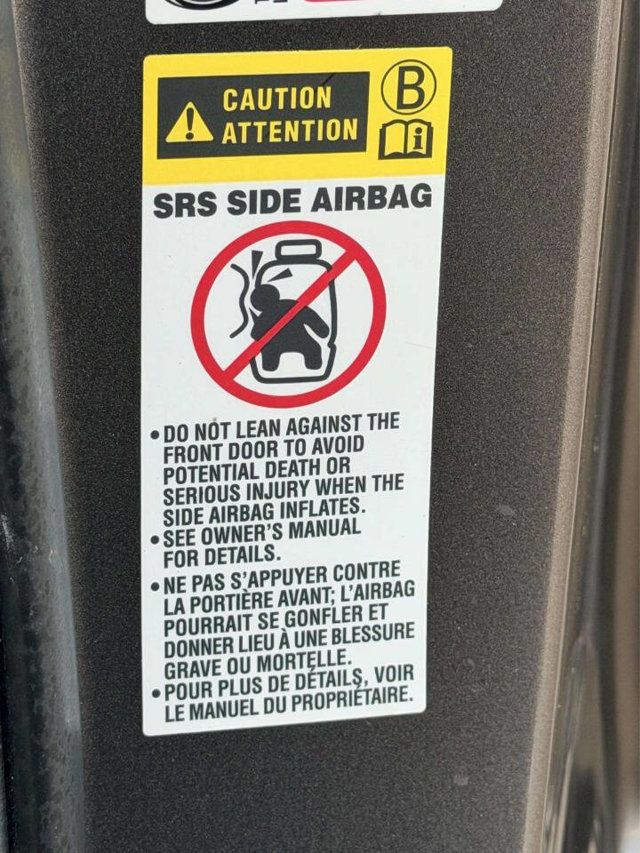 CAUTION
ATTENTION
B
i
SRS SIDE AIRBAG
• DO NOT LEAN AGAINST THE
FRONT DOOR TO AVOID
POTENTIAL DEATH OR
SERIOUS INJURY WHEN THE
SIDE AIRBAG INFLATES.
• SEE OWNER'S MANUAL
FOR DETAILS.
• NE PAS S'APPUYER CONTRE
LA PORTIÈRE AVANT; L'AIRBAG
POURRAIT SE GONFLER ET
DONNER LIEU À UNE BLESSURE
GRAVE OU MORTELLE.
• POUR PLUS DE DÉTAILS, VOIR
LE MANUEL DU PROPRIÉTAIRE.